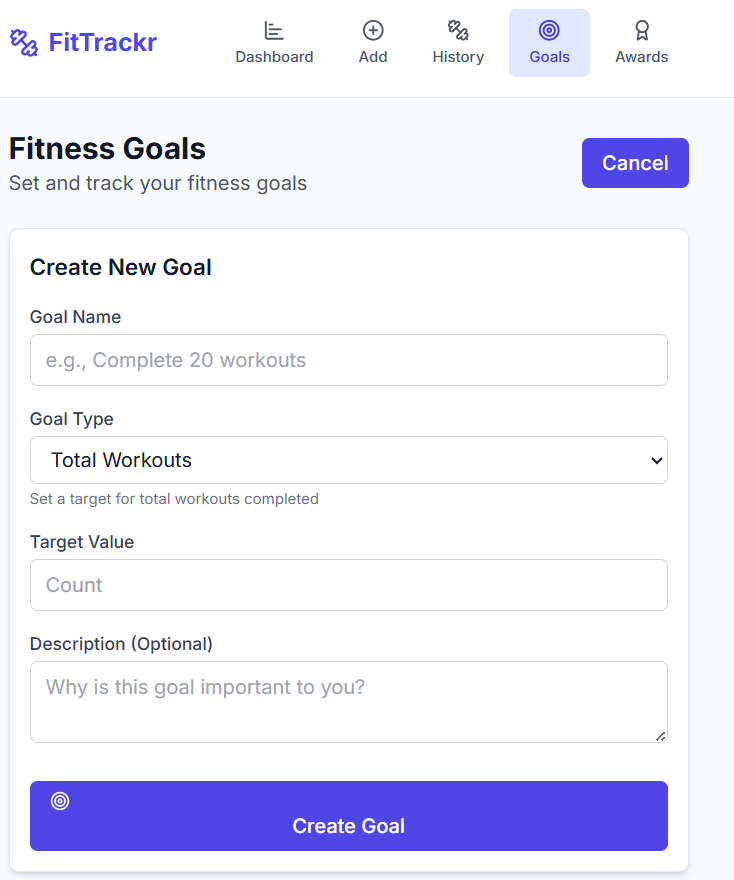 FitTrackr
Dashboard
Add
History
Goals
Awards
Fitness Goals
Set and track your fitness goals
Cancel
Create New Goal
Goal Name
e.g., Complete 20 workouts
Goal Type
Total Workouts
Set a target for total workouts completed
Target Value
Count
Description (Optional)
Why is this goal important to you?
Create Goal